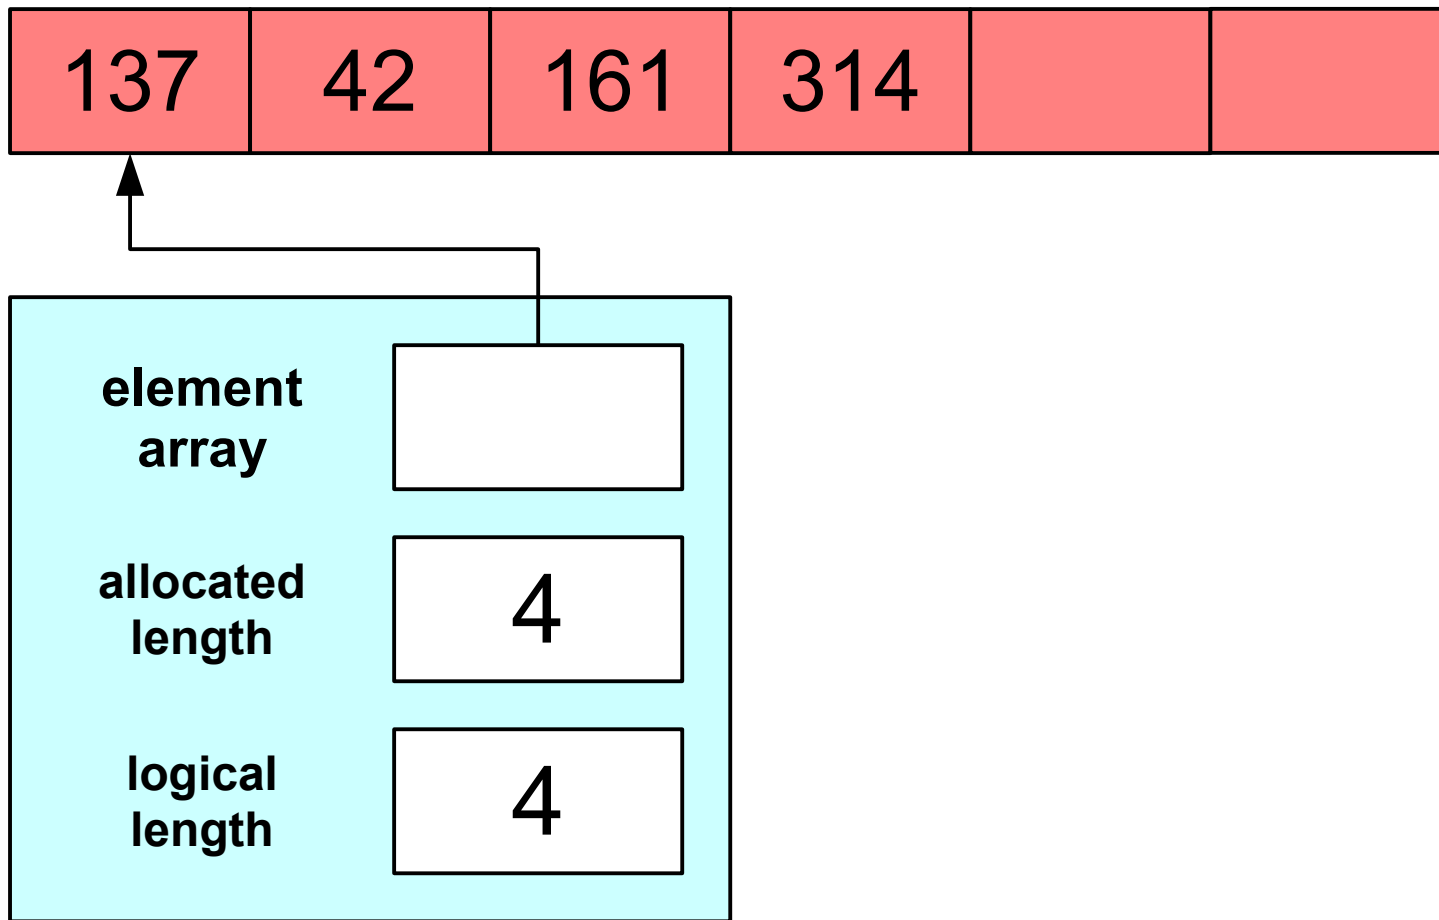 137 42 161 314
element
array
allocated
length
4
logical
length
4